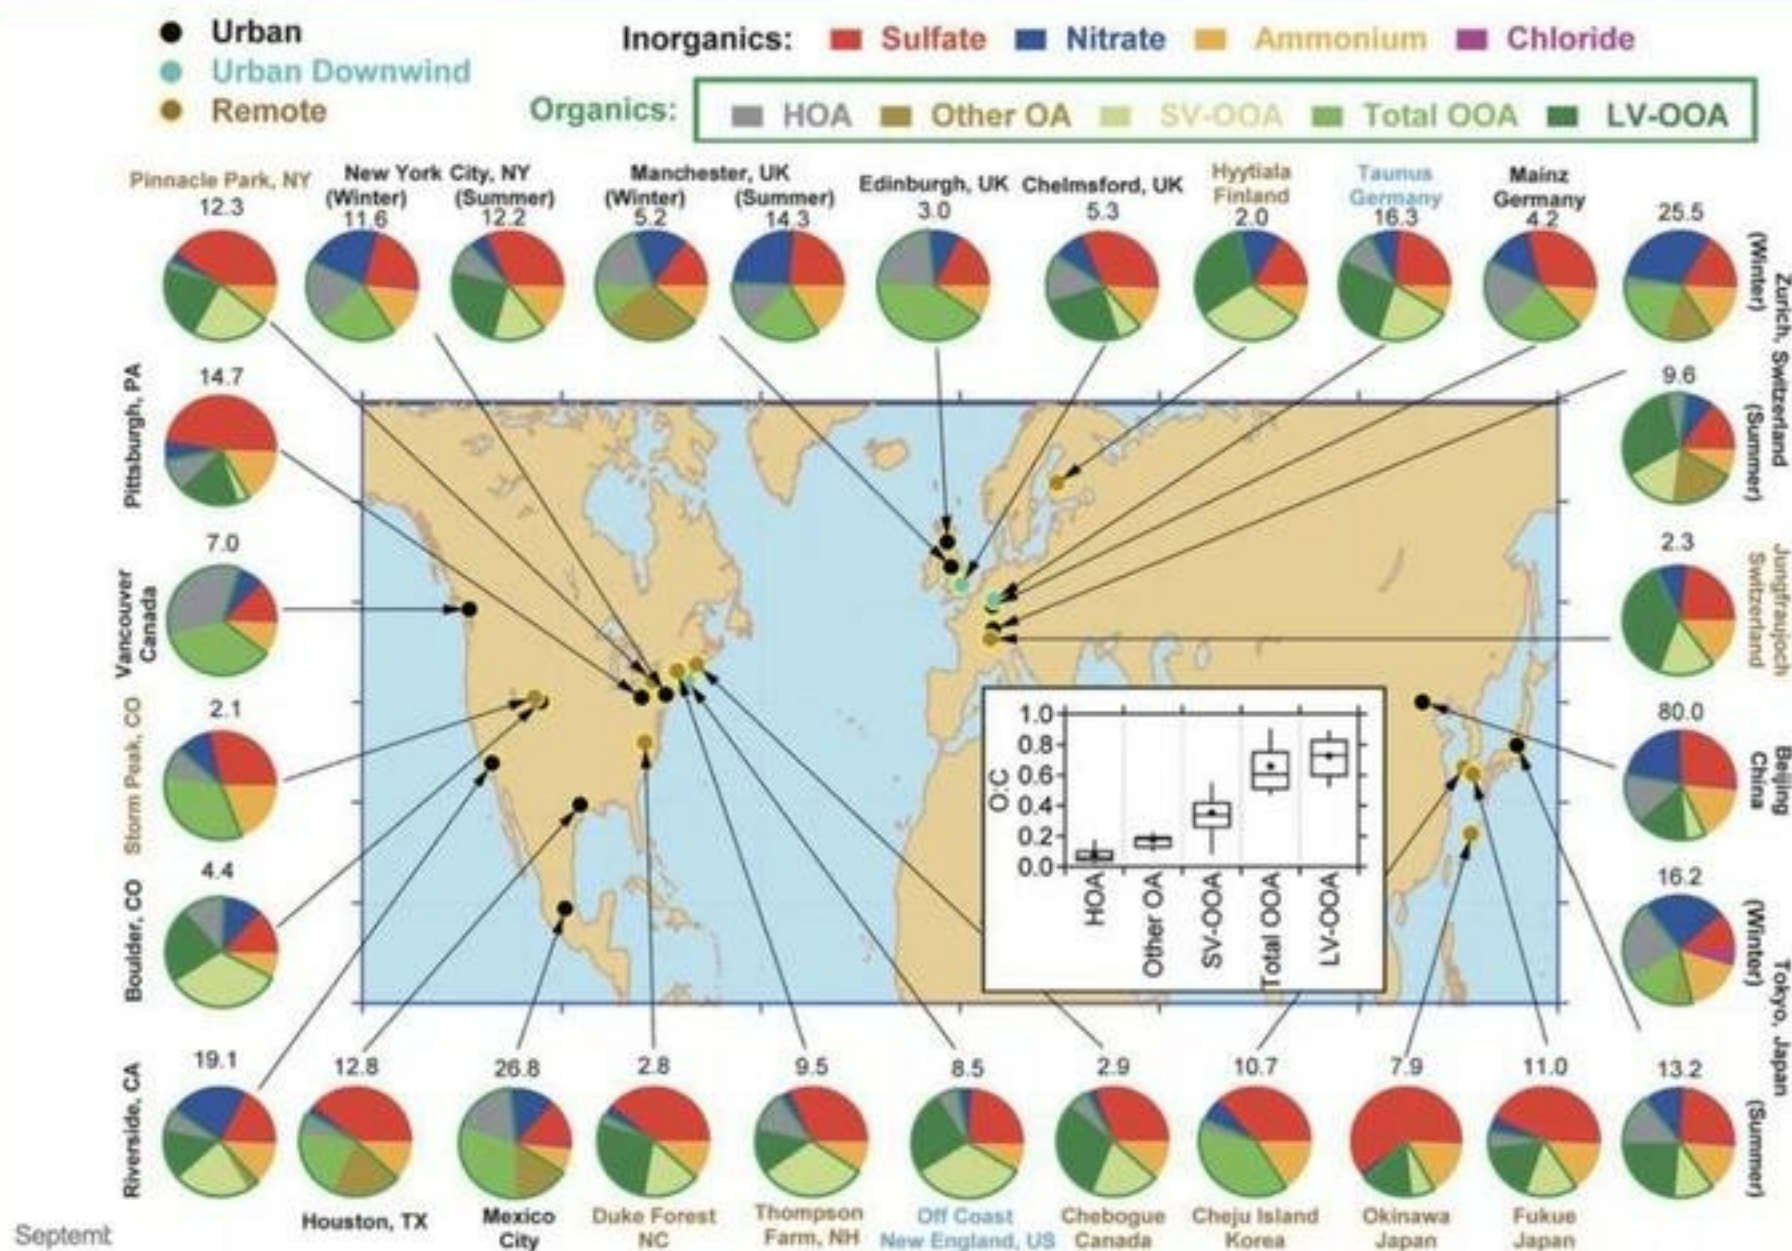 Urban
Urban Downwind
Remote
Inorganics: Sulfate Nitrate Ammonium Chloride
Organics: HOA Other OA SV-OOA Total OOA LV-OOA
Pinnacle Park, NY
12.3
New York City, NY
(Winter) (Summer)
11.6 12.2
Manchester, UK
(Winter) (Summer)
5.2 14.3
Edinburgh, UK
3.0
Chelmsford, UK
5.3
Hyytiala
Finland
2.0
Taunus
Germany
16.3
Mainz
Germany
4.2
25.5
(Winter)
Zurich, Switzerland
9.6
(Summer)
Pittsburgh, PA
14.7
Vancouver
Canada
7.0
Storm Peak, CO
2.1
Boulder, CO
4.4
Riverside, CA
19.1
2.3
Jungfraujoch
Switzerland
80.0
Beijing
China
16.2
(Winter)
Tokyo, Japan
13.2
(Summer)
1.0
0.8
0.6
0.4
0.2
0.0
O:C
HOA
Other OA
SV-OOA
Total OOA
LV-OOA
12.8
Houston, TX
26.8
Mexico
City
2.8
Duke Forest
NC
9.5
Thompson
Farm, NH
8.5
Off Coast
New England, US
2.9
Chebogue
Canada
10.7
Cheju Island
Korea
7.9
Okinawa
Japan
11.0
Fukue
Japan
Septemt